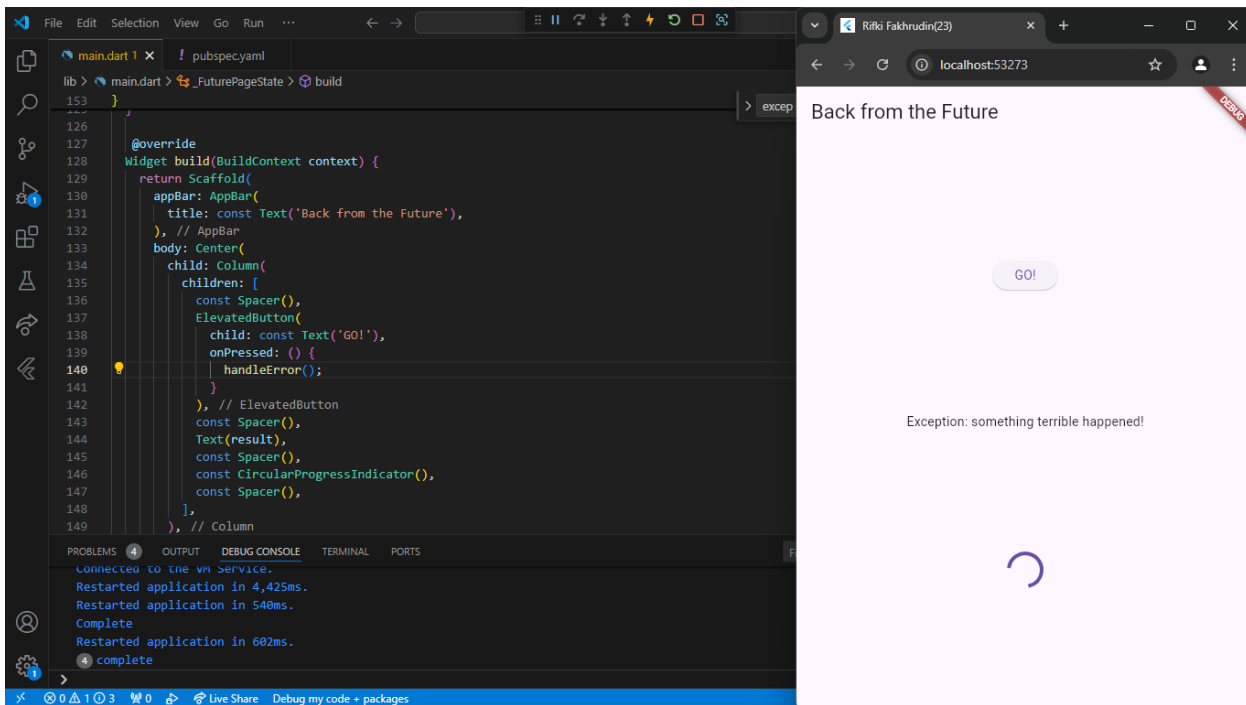 File Edit Selection View Go Run ···
main.dart 1 pubspec.yaml
lib > main.dart > _FuturePageState > build
153 }
126
127 @override
128 Widget build(BuildContext context) {
129 return Scaffold(
130 appBar: AppBar(
131 title: const Text('Back from the Future'),
132 ), // AppBar
133 body: Center(
134 child: Column(
135 children: [
136 const Spacer(),
137 ElevatedButton(
138 child: const Text('GO!'),
139 onPressed: () {
140 handleError();
141 }
142 ), // ElevatedButton
143 const Spacer(),
144 Text(result),
145 const Spacer(),
146 const CircularProgressIndicator(),
147 const Spacer(),
148 ],
149 ), // Column
excep
PROBLEMS 4 OUTPUT DEBUG CONSOLE TERMINAL PORTS
Connected to the VM Service.
Restarted application in 4,425ms.
Restarted application in 540ms.
Complete
Restarted application in 602ms.
4 complete
>
0 1 3 0 Live Share Debug my code + packages
Rifki Fakhrudin(23)
localhost:53273
DEBUG
Back from the Future
GO!
Exception: something terrible happened!